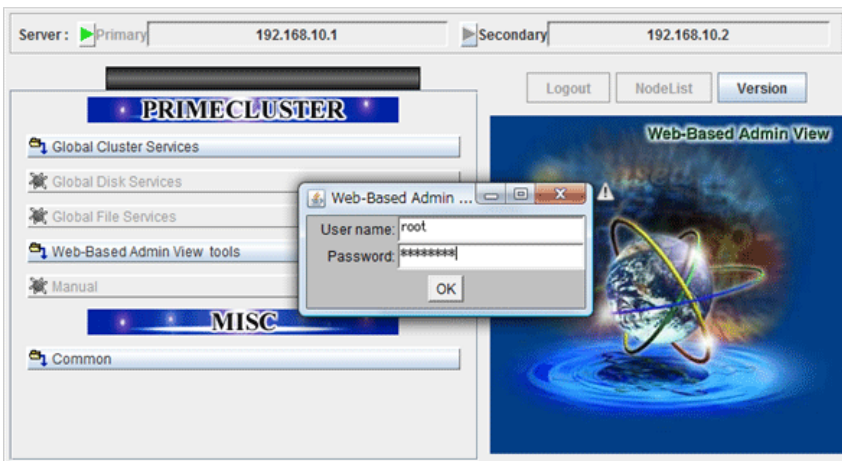 Server : Primary 192.168.10.1 Secondary 192.168.10.2
Logout NodeList Version
PRIMECLUSTER
Web-Based Admin View
Global Cluster Services
Global Disk Services
Global File Services
Web-Based Admin View tools
Manual
MISC
Common
Web-Based Admin ...
User name: root
Password: ********
OK